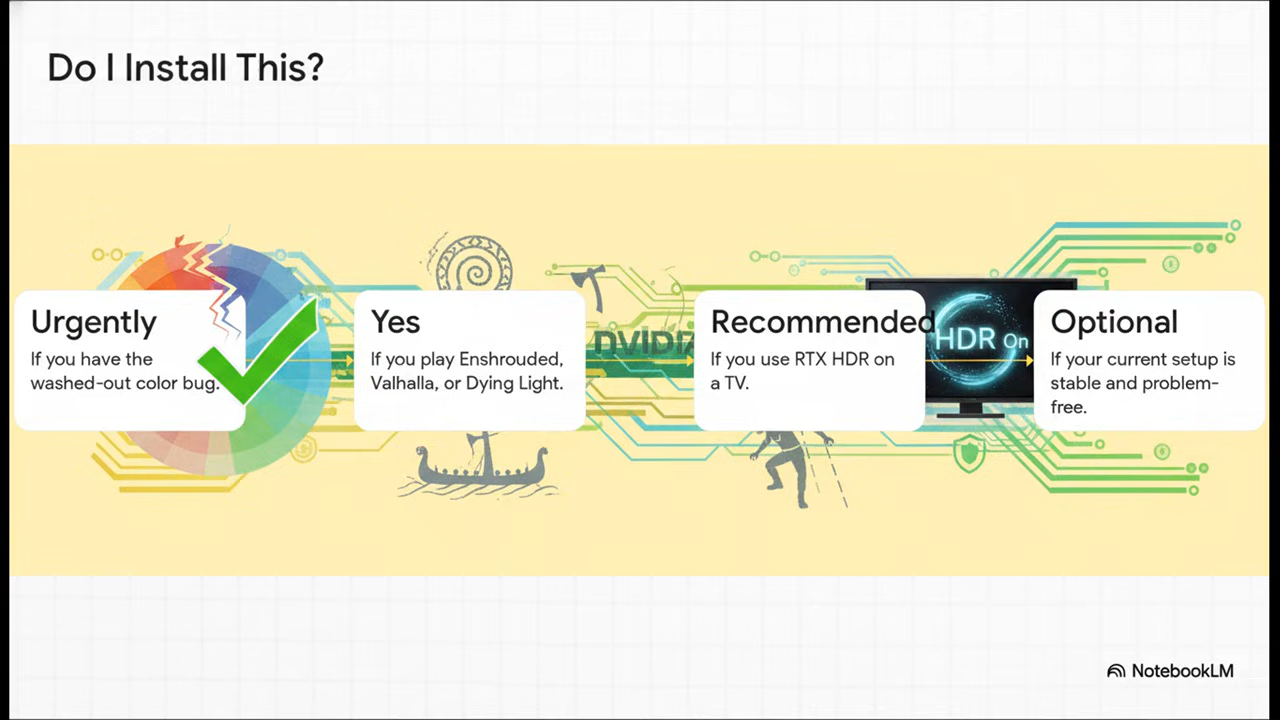 Do I Install This?
Urgently
If you have the
washed-out color bug.
Yes
If you play Enshrouded,
Valhalla, or Dying Light.
nvidia
Recommended
If you use RTX HDR on
a TV.
HDR On
Optional
If your current setup is
stable and problem-
free.
NotebookLM